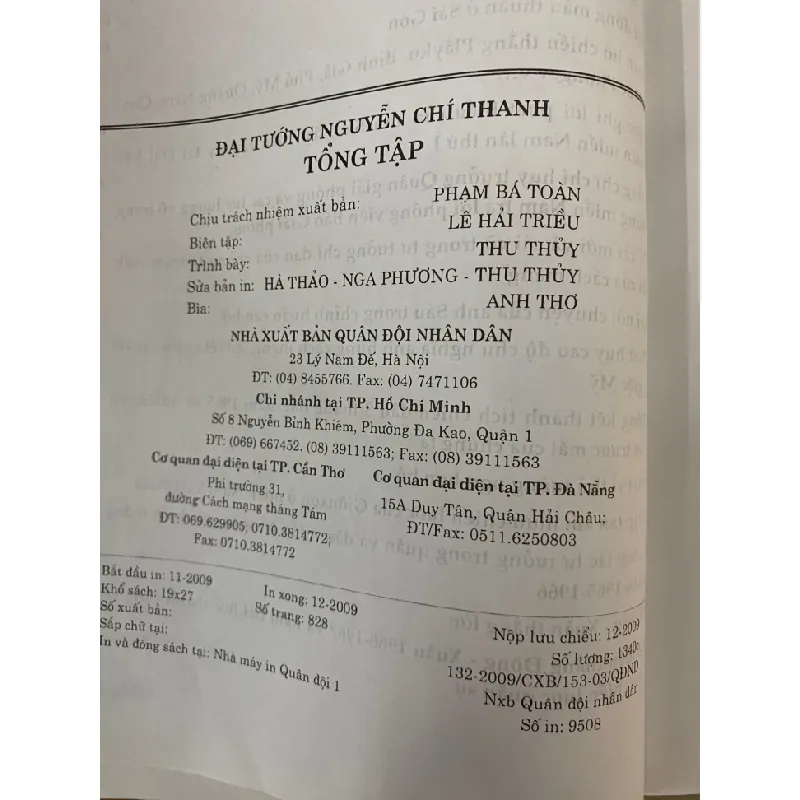 ĐẠI TƯỚNG NGUYỄN CHÍ THANH
TỔNG TẬP
Chịu trách nhiệm xuất bản: PHẠM BÁ TOÀN
Biên tập: LÊ HẢI TRIỀU
Trình bày: THU THỦY
Sửa bản in: HÀ THẢO - NGA PHƯƠNG - THU THỦY
Bìa: ANH THƠ
NHÀ XUẤT BẢN QUÂN ĐỘI NHÂN DÂN
23 Lý Nam Đế, Hà Nội
ĐT: (04) 8455766. Fax: (04) 7471106
Chi nhánh tại TP. Hồ Chí Minh
Số 8 Nguyễn Bỉnh Khiêm, Phường Đa Kao, Quận 1
ĐT: (069) 667452. (08) 39111563; Fax: (08) 39111563
Cơ quan đại diện tại TP. Cần Thơ
Phi trường 31,
đường Cách mạng tháng Tám
ĐT: 069.629905; 0710.3814772;
Fax: 0710.3814772
Cơ quan đại diện tại TP. Đà Nẵng
15A Duy Tân, Quận Hải Châu;
ĐT/Fax: 0511.6250803
Bắt đầu in: 11-2009
Khổ sách: 19x27
Số xuất bản:
Sắp chữ tại:
In và đóng sách tại: Nhà máy in Quân đội 1
In xong: 12-2009
Số trang: 828
Nộp lưu chiểu: 12-2009
Số lượng:
132-2009/CXB/153-03/QĐND
Nxb Quân đội nhân dân
Số in: 9508